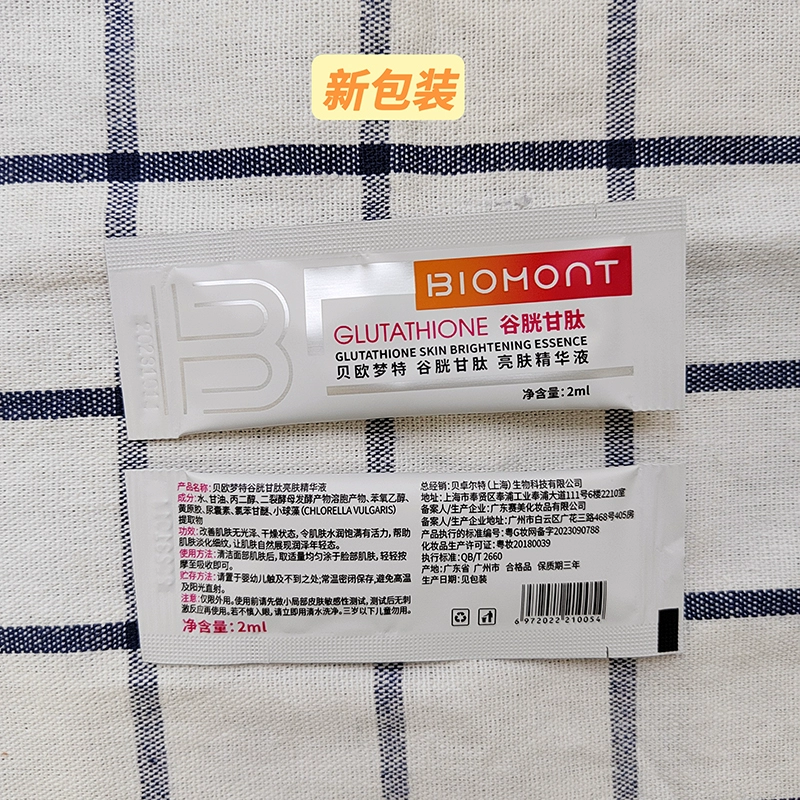 新包装
BIOMONT
GLUTATHIONE 谷胱甘肽
GLUTATHIONE SKIN BRIGHTENING ESSENCE
贝欧梦特 谷胱甘肽 亮肤精华液
净含量：2ml
产品名称：贝欧梦特谷胱甘肽亮肤精华液
成分：水、甘油、丙二醇、二裂酵母发酵产物溶胞产物、苯氧乙醇、
黄原胶、尿囊素、氯苯甘醚、小球藻（CHLORELLA VULGARIS）
提取物
功效：改善肌肤无光泽、干燥状态，令肌肤水润饱满有活力，帮助
肌肤淡化细纹，让肌肤自然展现润泽年轻态。
使用方法：清洁面部肌肤后，取适量均匀涂于脸部肌肤，轻轻按
摩至吸收即可。
贮存方法：请置于婴幼儿触及不到之处；常温密闭保存，避免高温
及阳光直射。
注意：仅限外用。使用前请先做小局部皮肤敏感性测试，测试后无刺
激反应再使用。若不慎入眼，请立即用清水洗净。三岁以下儿童勿用。
净含量：2ml
总经销：贝卓尔特（上海）生物科技有限公司
地址：上海市奉贤区奉浦工业奉浦大道111号6楼2210室
备案人/生产企业：广东赛美化妆品有限公司
备案人/生产企业地址：广州市白云区广花三路468号405房
产品执行的标准编号：粤G妆网备字2023090788
化妆品生产许可证：粤妆20180039
执行标准：QB/T 2660
产地：广东省 广州市 合格品 保质期三年
生产日期：见包装
6 972022 210054